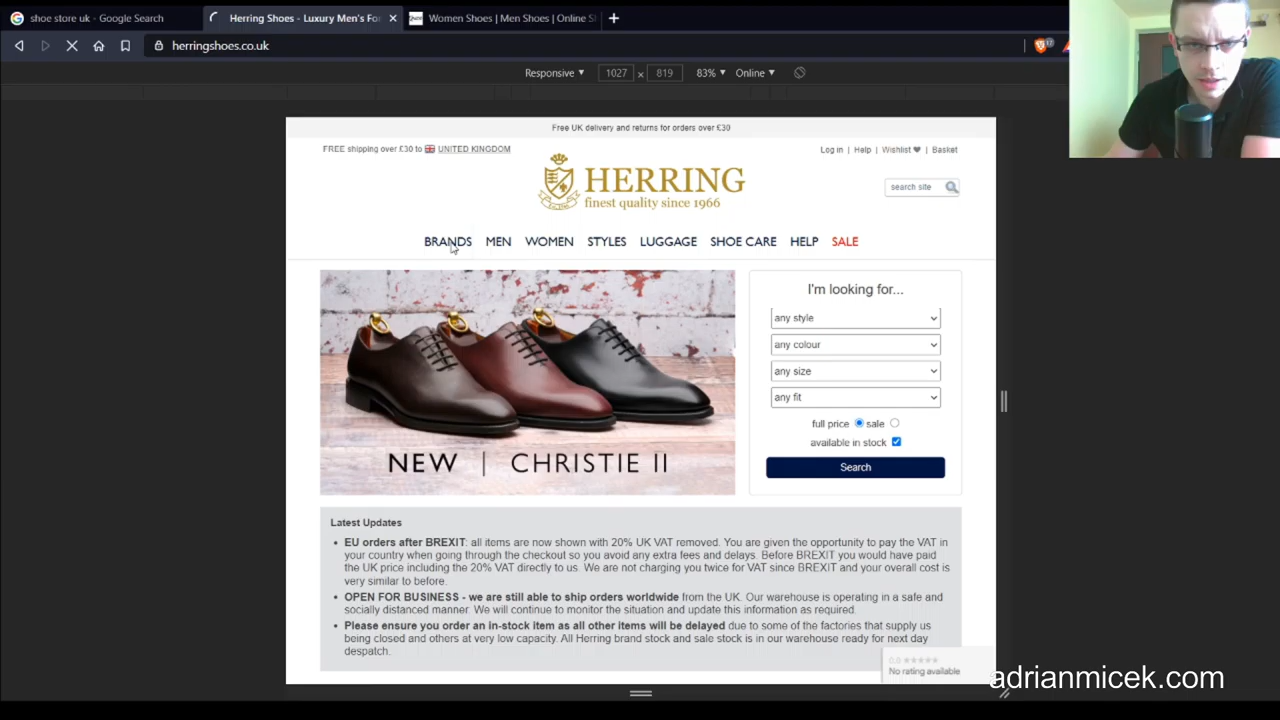 shoe store uk - Google Search
Herring Shoes - Luxury Men's For
Women Shoes | Men Shoes | Online S
herringshoes.co.uk
Responsive 1027 x 819 83% Online
Free UK delivery and returns for orders over £30
FREE shipping over £30 to UNITED KINGDOM
Log in | Help | Wishlist | Basket
HERRING
finest quality since 1966
search site
BRANDS MEN WOMEN STYLES LUGGAGE SHOE CARE HELP SALE
NEW | CHRISTIE II
I'm looking for...
any style
any colour
any size
any fit
full price sale
available in stock
Search
Latest Updates
• EU orders after BREXIT: all items are now shown with 20% UK VAT removed. You are given the opportunity to pay the VAT in
your country when going through the checkout so you avoid any extra fees and delays. Before BREXIT you would have paid
the UK price including the 20% VAT directly to us. We are not charging you twice for VAT since BREXIT and your overall cost is
very similar to before.
• OPEN FOR BUSINESS - we are still able to ship orders worldwide from the UK. Our warehouse is operating in a safe and
socially distanced manner. We will continue to monitor the situation and update this information as required.
• Please ensure you order an in-stock item as all other items will be delayed due to some of the factories that supply us
being closed and others at very low capacity. All Herring brand stock and sale stock is in our warehouse ready for next day
despatch.
0.0
No rating available
adrianmicek.com